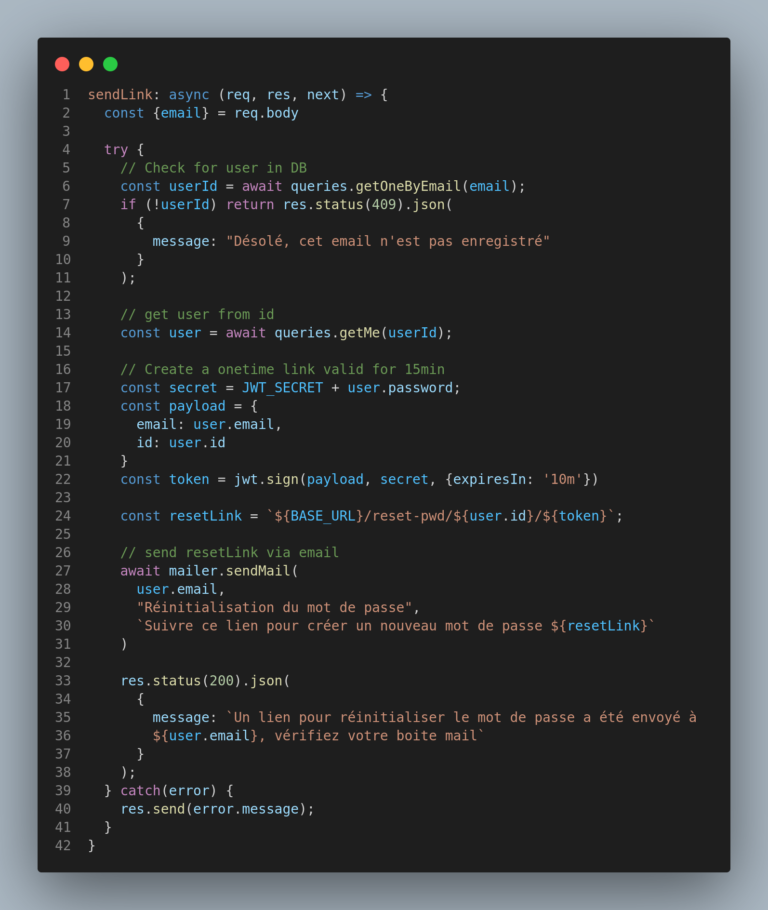 1 sendLink: async (req, res, next) => {
2   const {email} = req.body
3
4   try {
5     // Check for user in DB
6     const userId = await queries.getOneByEmail(email);
7     if (!userId) return res.status(409).json(
8       {
9         message: "Désolé, cet email n'est pas enregistré"
10       }
11     );
12
13     // get user from id
14     const user = await queries.getMe(userId);
15
16     // Create a onetime link valid for 15min
17     const secret = JWT_SECRET + user.password;
18     const payload = {
19       email: user.email,
20       id: user.id
21     }
22     const token = jwt.sign(payload, secret, {expiresIn: '10m'})
23
24     const resetLink = `${BASE_URL}/reset-pwd/${user.id}/${token}`;
25
26     // send resetLink via email
27     await mailer.sendMail(
28       user.email,
29       "Réinitialisation du mot de passe",
30       `Suivre ce lien pour créer un nouveau mot de passe ${resetLink}`
31     )
32
33     res.status(200).json(
34       {
35         message: `Un lien pour réinitialiser le mot de passe a été envoyé à
36         ${user.email}, vérifiez votre boite mail`
37       }
38     );
39   } catch(error) {
40     res.send(error.message);
41   }
42 }